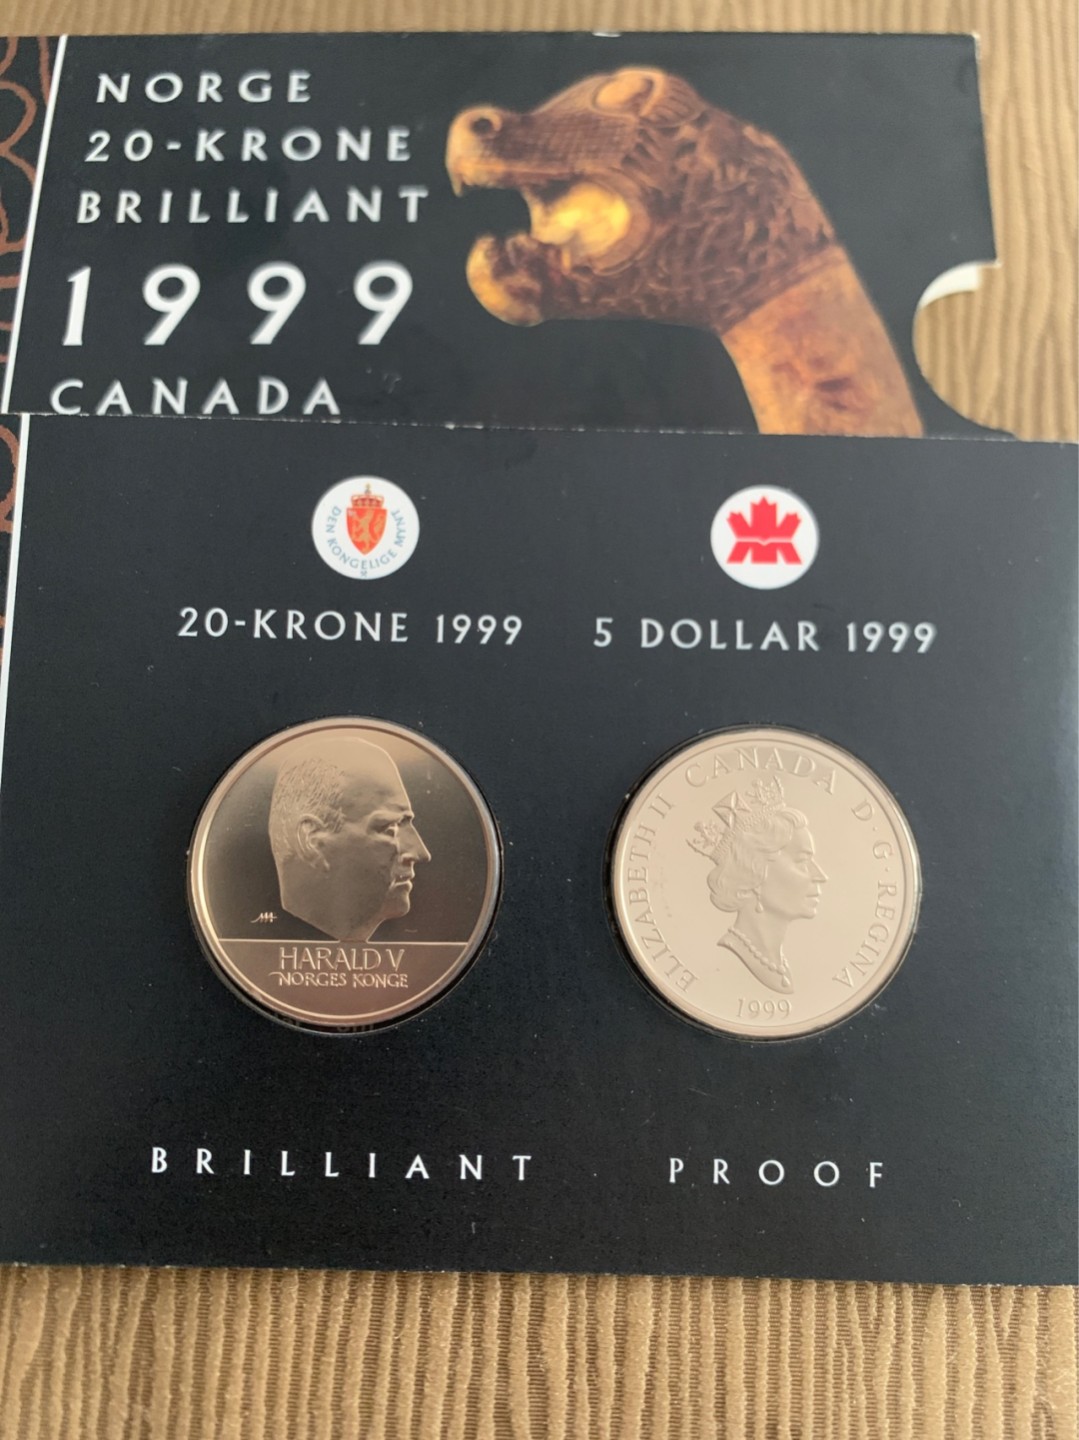 NORGE
20-KRONE
BRILLIANT
1999
CANADA
DEN KONGELIGE MYNT
20-KRONE 1999
5 DOLLAR 1999
HARALD V
NORGES KONGE
ELIZABETH II CANADA D·G·REGINA
1999
BRILLIANT
PROOF